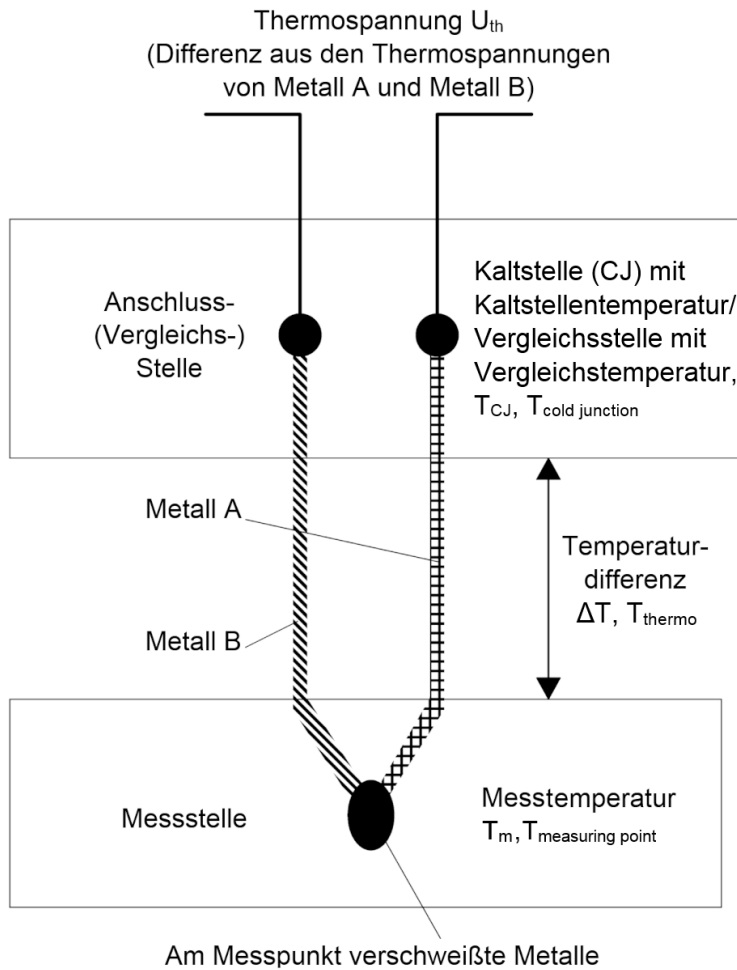 Thermospannung Uth
(Differenz aus den Thermospannungen
von Metall A und Metall B)
Anschluss-
(Vergleichs-)
Stelle
Kaltstelle (CJ) mit
Kaltstellentemperatur/
Vergleichsstelle mit
Vergleichstemperatur,
TCJ, Tcold junction
Metall A
Metall B
Temperatur-
differenz
ΔT, Tthermo
Messstelle
Messtemperatur
Tm,Tmeasuring point
Am Messpunkt verschweißte Metalle